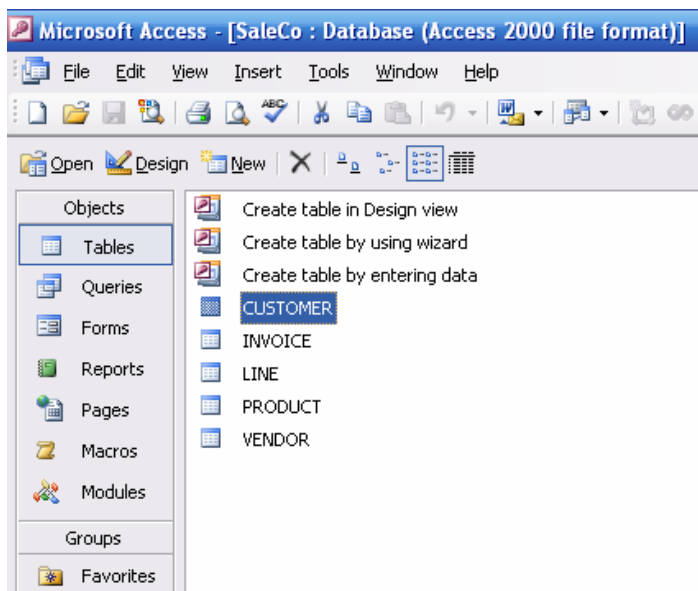 Microsoft Access - [SaleCo : Database (Access 2000 file format)]
File Edit View Insert Tools Window Help
ABC W
Open Design New
Objects
Tables
Queries
Forms
Reports
Pages
Macros
Modules
Groups
Favorites
Create table in Design view
Create table by using wizard
Create table by entering data
CUSTOMER
INVOICE
LINE
PRODUCT
VENDOR